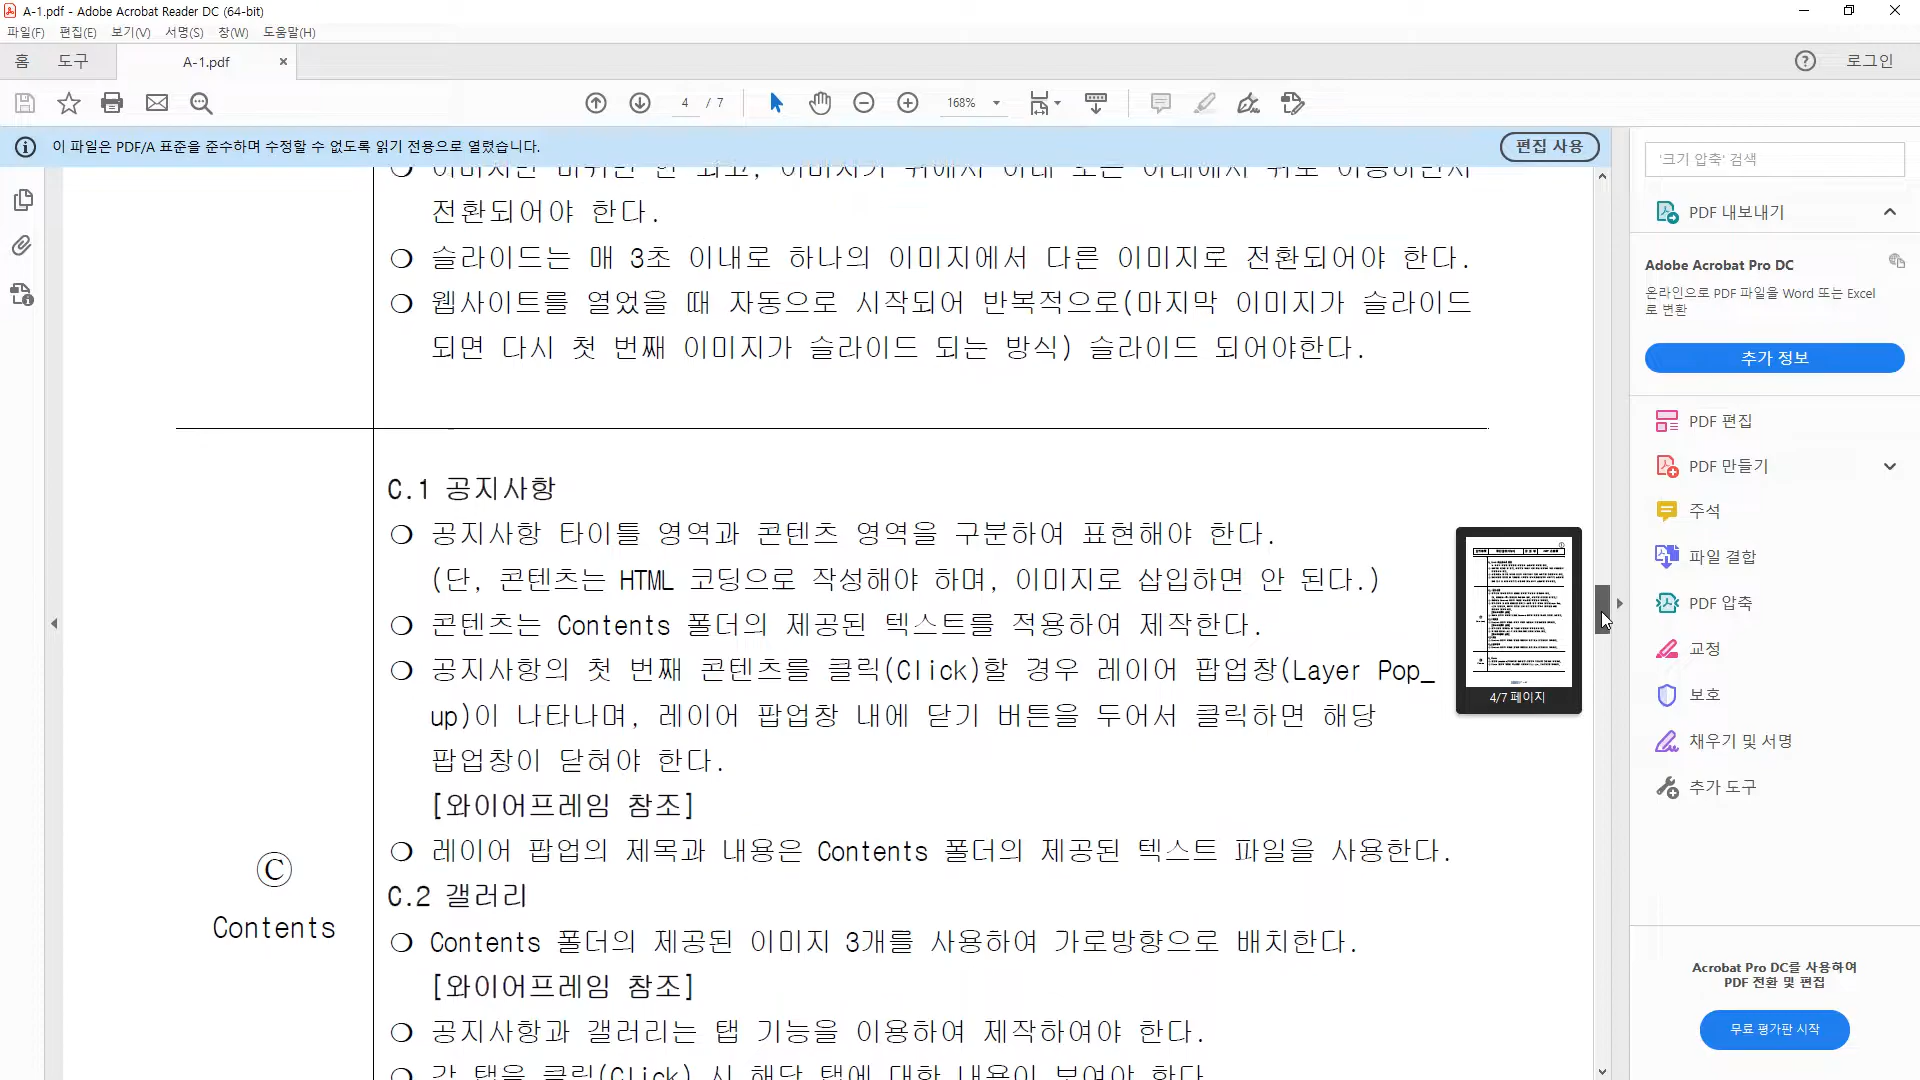 A-1.pdf - Adobe Acrobat Reader DC (64-bit)
파일(F) 편집(E) 보기(V) 서명(S) 창(W) 도움말(H)
홈 도구 A-1.pdf × 로그인
4 / 7 168%
이 파일은 PDF/A 표준을 준수하며 수정할 수 없도록 읽기 전용으로 열렸습니다. 편집 사용
전환되어야 한다.
❍ 슬라이드는 매 3초 이내로 하나의 이미지에서 다른 이미지로 전환되어야 한다.
❍ 웹사이트를 열었을 때 자동으로 시작되어 반복적으로(마지막 이미지가 슬라이드
되면 다시 첫 번째 이미지가 슬라이드 되는 방식) 슬라이드 되어야한다.
C.1 공지사항
❍ 공지사항 타이틀 영역과 콘텐츠 영역을 구분하여 표현해야 한다.
(단, 콘텐츠는 HTML 코딩으로 작성해야 하며, 이미지로 삽입하면 안 된다.)
❍ 콘텐츠는 Contents 폴더의 제공된 텍스트를 적용하여 제작한다.
❍ 공지사항의 첫 번째 콘텐츠를 클릭(Click)할 경우 레이어 팝업창(Layer Pop_
up)이 나타나며, 레이어 팝업창 내에 닫기 버튼을 두어서 클릭하면 해당
팝업창이 닫혀야 한다.
[와이어프레임 참조]
❍ 레이어 팝업의 제목과 내용은 Contents 폴더의 제공된 텍스트 파일을 사용한다.
C.2 갤러리
Ⓒ
Contents
❍ Contents 폴더의 제공된 이미지 3개를 사용하여 가로방향으로 배치한다.
[와이어프레임 참조]
❍ 공지사항과 갤러리는 탭 기능을 이용하여 제작하여야 한다.
❍ 각 탭을 클릭(Click) 시 해당 탭에 대한 내용이 보여야 한다
4/7 페이지
'크기 압축' 검색
PDF 내보내기
Adobe Acrobat Pro DC
온라인으로 PDF 파일을 Word 또는 Excel
로 변환
추가 정보
PDF 편집
PDF 만들기
주석
파일 결합
PDF 압축
교정
보호
채우기 및 서명
추가 도구
Acrobat Pro DC를 사용하여
PDF 전환 및 편집
무료 평가판 시작